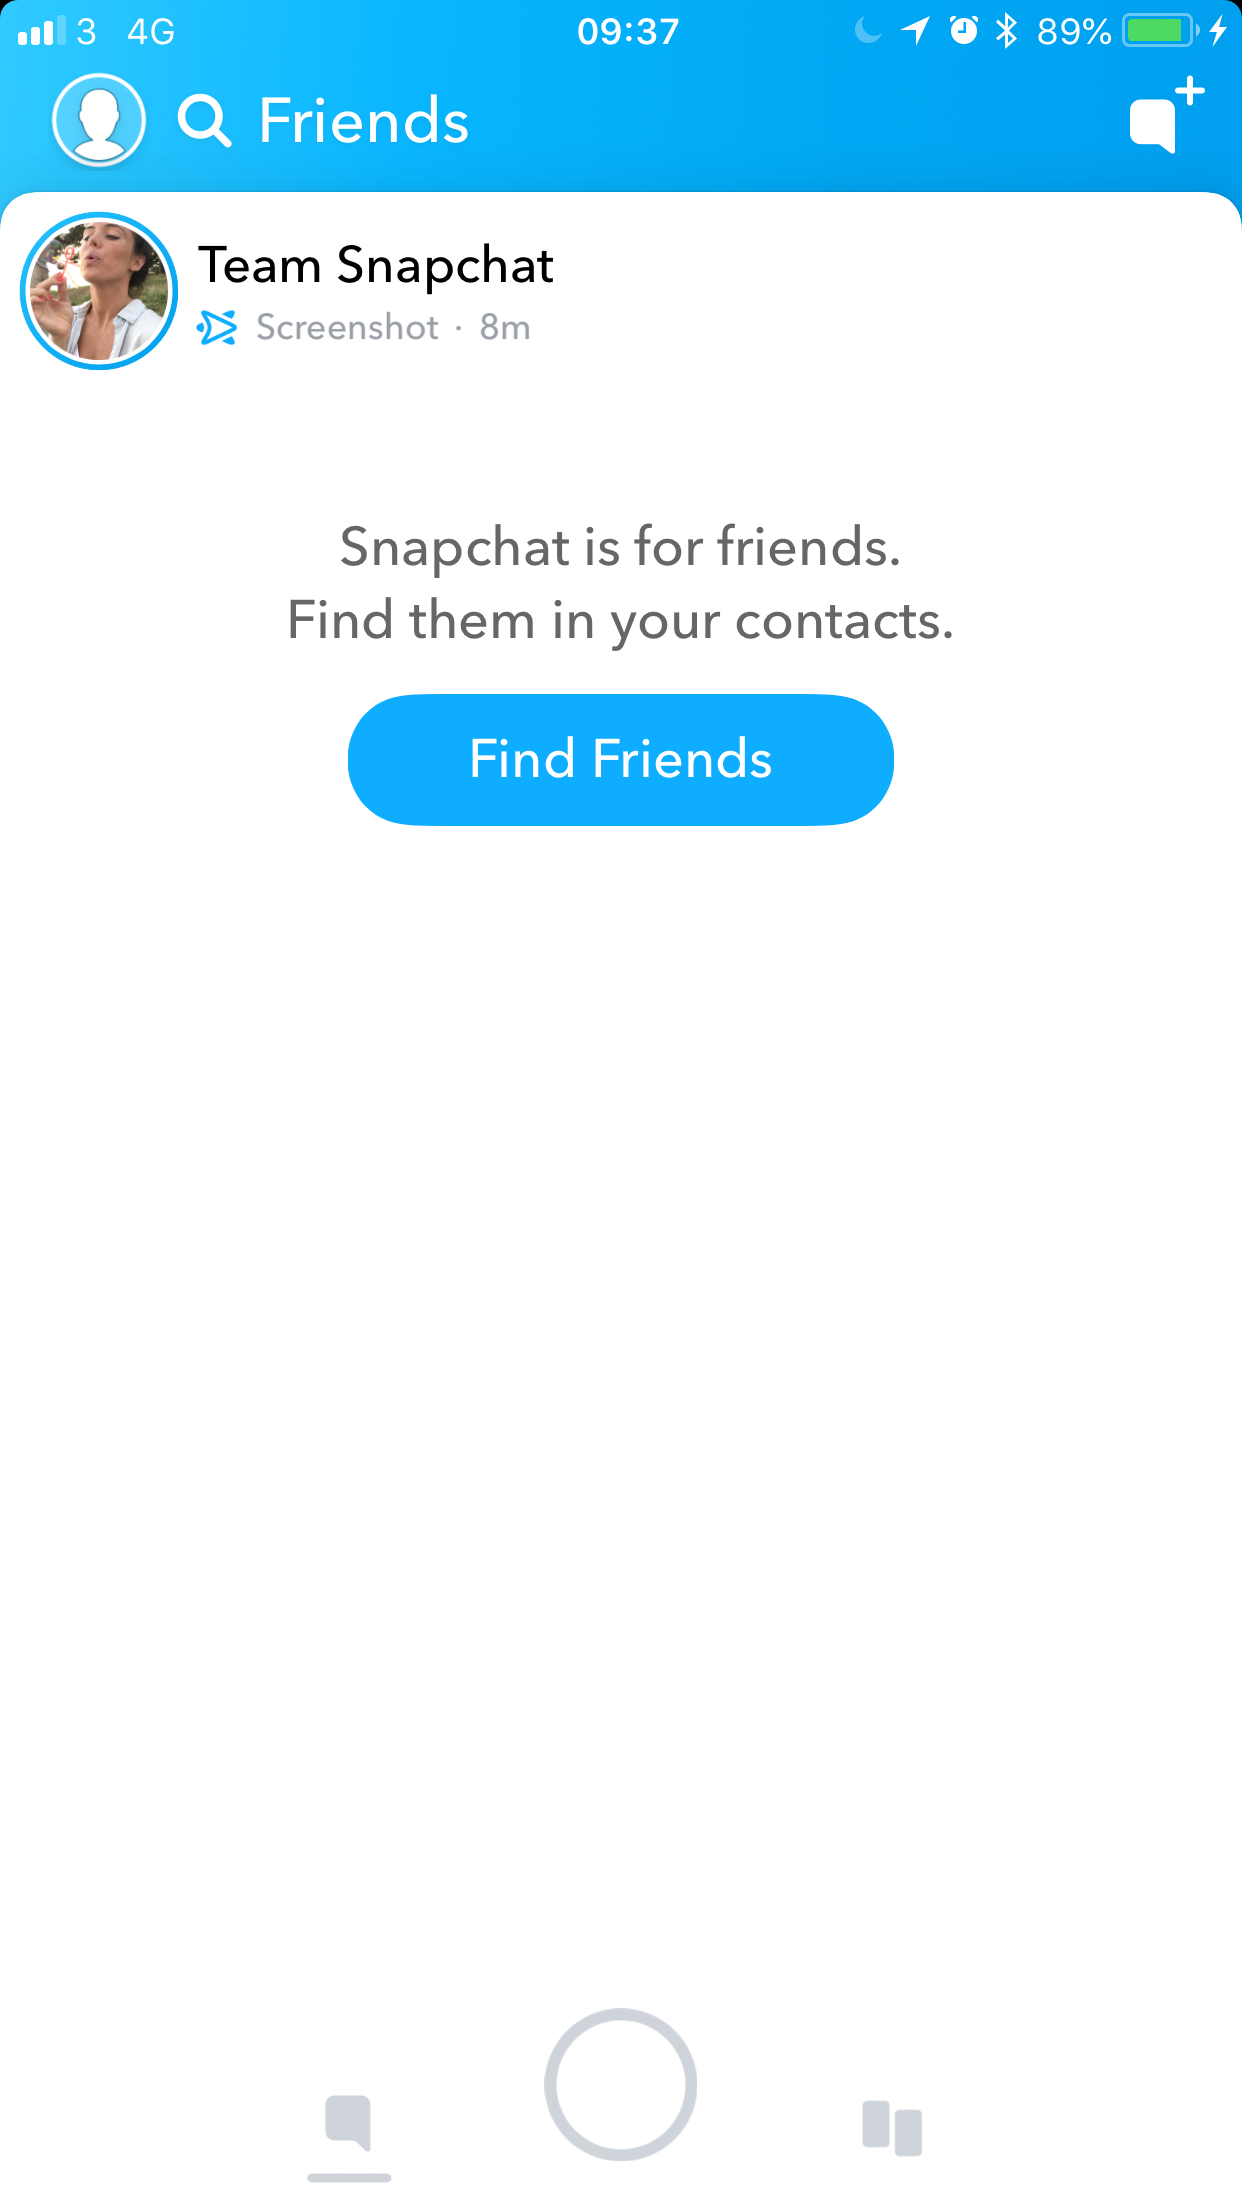 3 4G 09:37 89%
Friends
Team Snapchat
Screenshot · 8m
Snapchat is for friends.
Find them in your contacts.
Find Friends